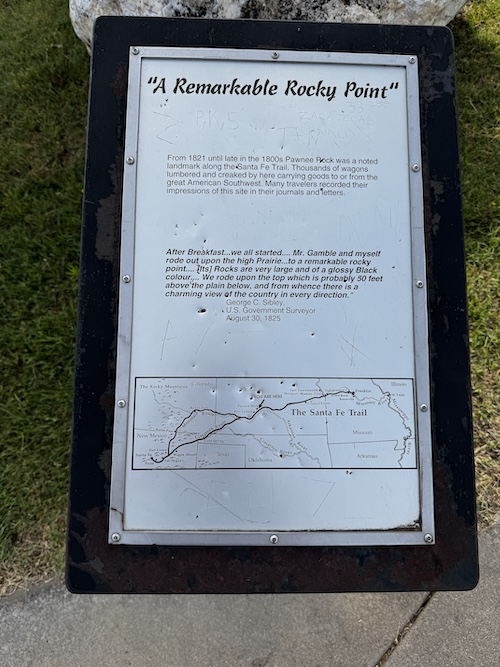 "A Remarkable Rocky Point"
From 1821 until late in the 1800s Pawnee Rock was a noted
landmark along the Santa Fe Trail. Thousands of wagons
lumbered and creaked by here carrying goods to or from the
great American Southwest. Many travelers recorded their
impressions of this site in their journals and letters.
After Breakfast...we all started.... Mr. Gamble and myself
rode out upon the high Prairie...to a remarkable rocky
point.... [Its] Rocks are very large and of a glossy Black
colour.... We rode upon the top which is probably 50 feet
above the plain below, and from whence there is a
charming view of the country in every direction."
George C. Sibley,
U.S. Government Surveyor
August 30, 1825
The Rocky Mountains
Colorado
Illinois
YOU ARE HERE
The Santa Fe Trail
New Mexico
Missouri
Texas
Oklahoma
Arkansas